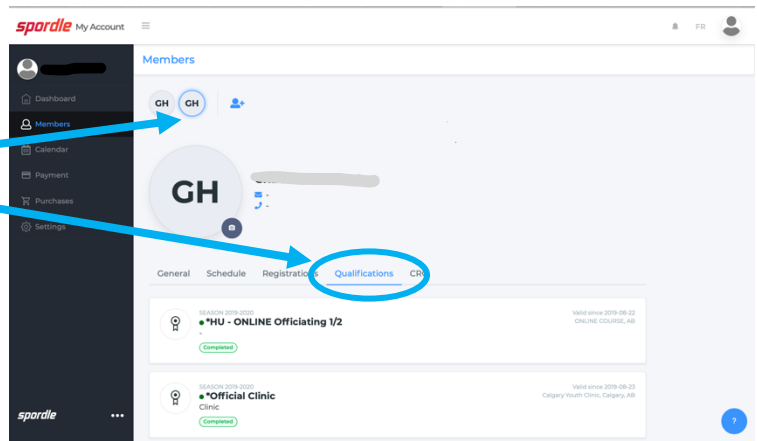 spordle My Account
FR
Members
Dashboard
Members
Calendar
Payment
Purchases
Settings
GH GH
GH
-
-
General Schedule Registrations Qualifications
SEASON 2019-2020
*HU - ONLINE Officiating 1/2
-
Completed
Valid since 2019-08-22
ONLINE COURSE, AB
SEASON 2019-2020
*Official Clinic
Clinic
Completed
Valid since 2019-08-23
Calgary Youth Clinic, Calgary, AB
spordle
?